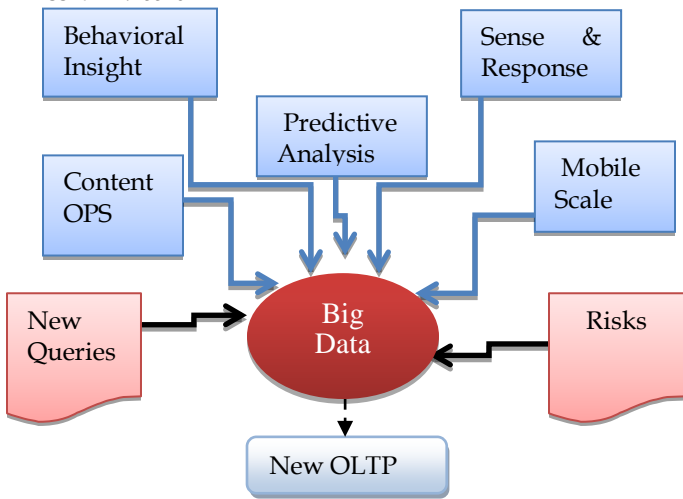 Behavioral
Insight
Sense &
Response
Predictive
Analysis
Content
OPS
Mobile
Scale
New
Queries
Big
Data
Risks
New OLTP